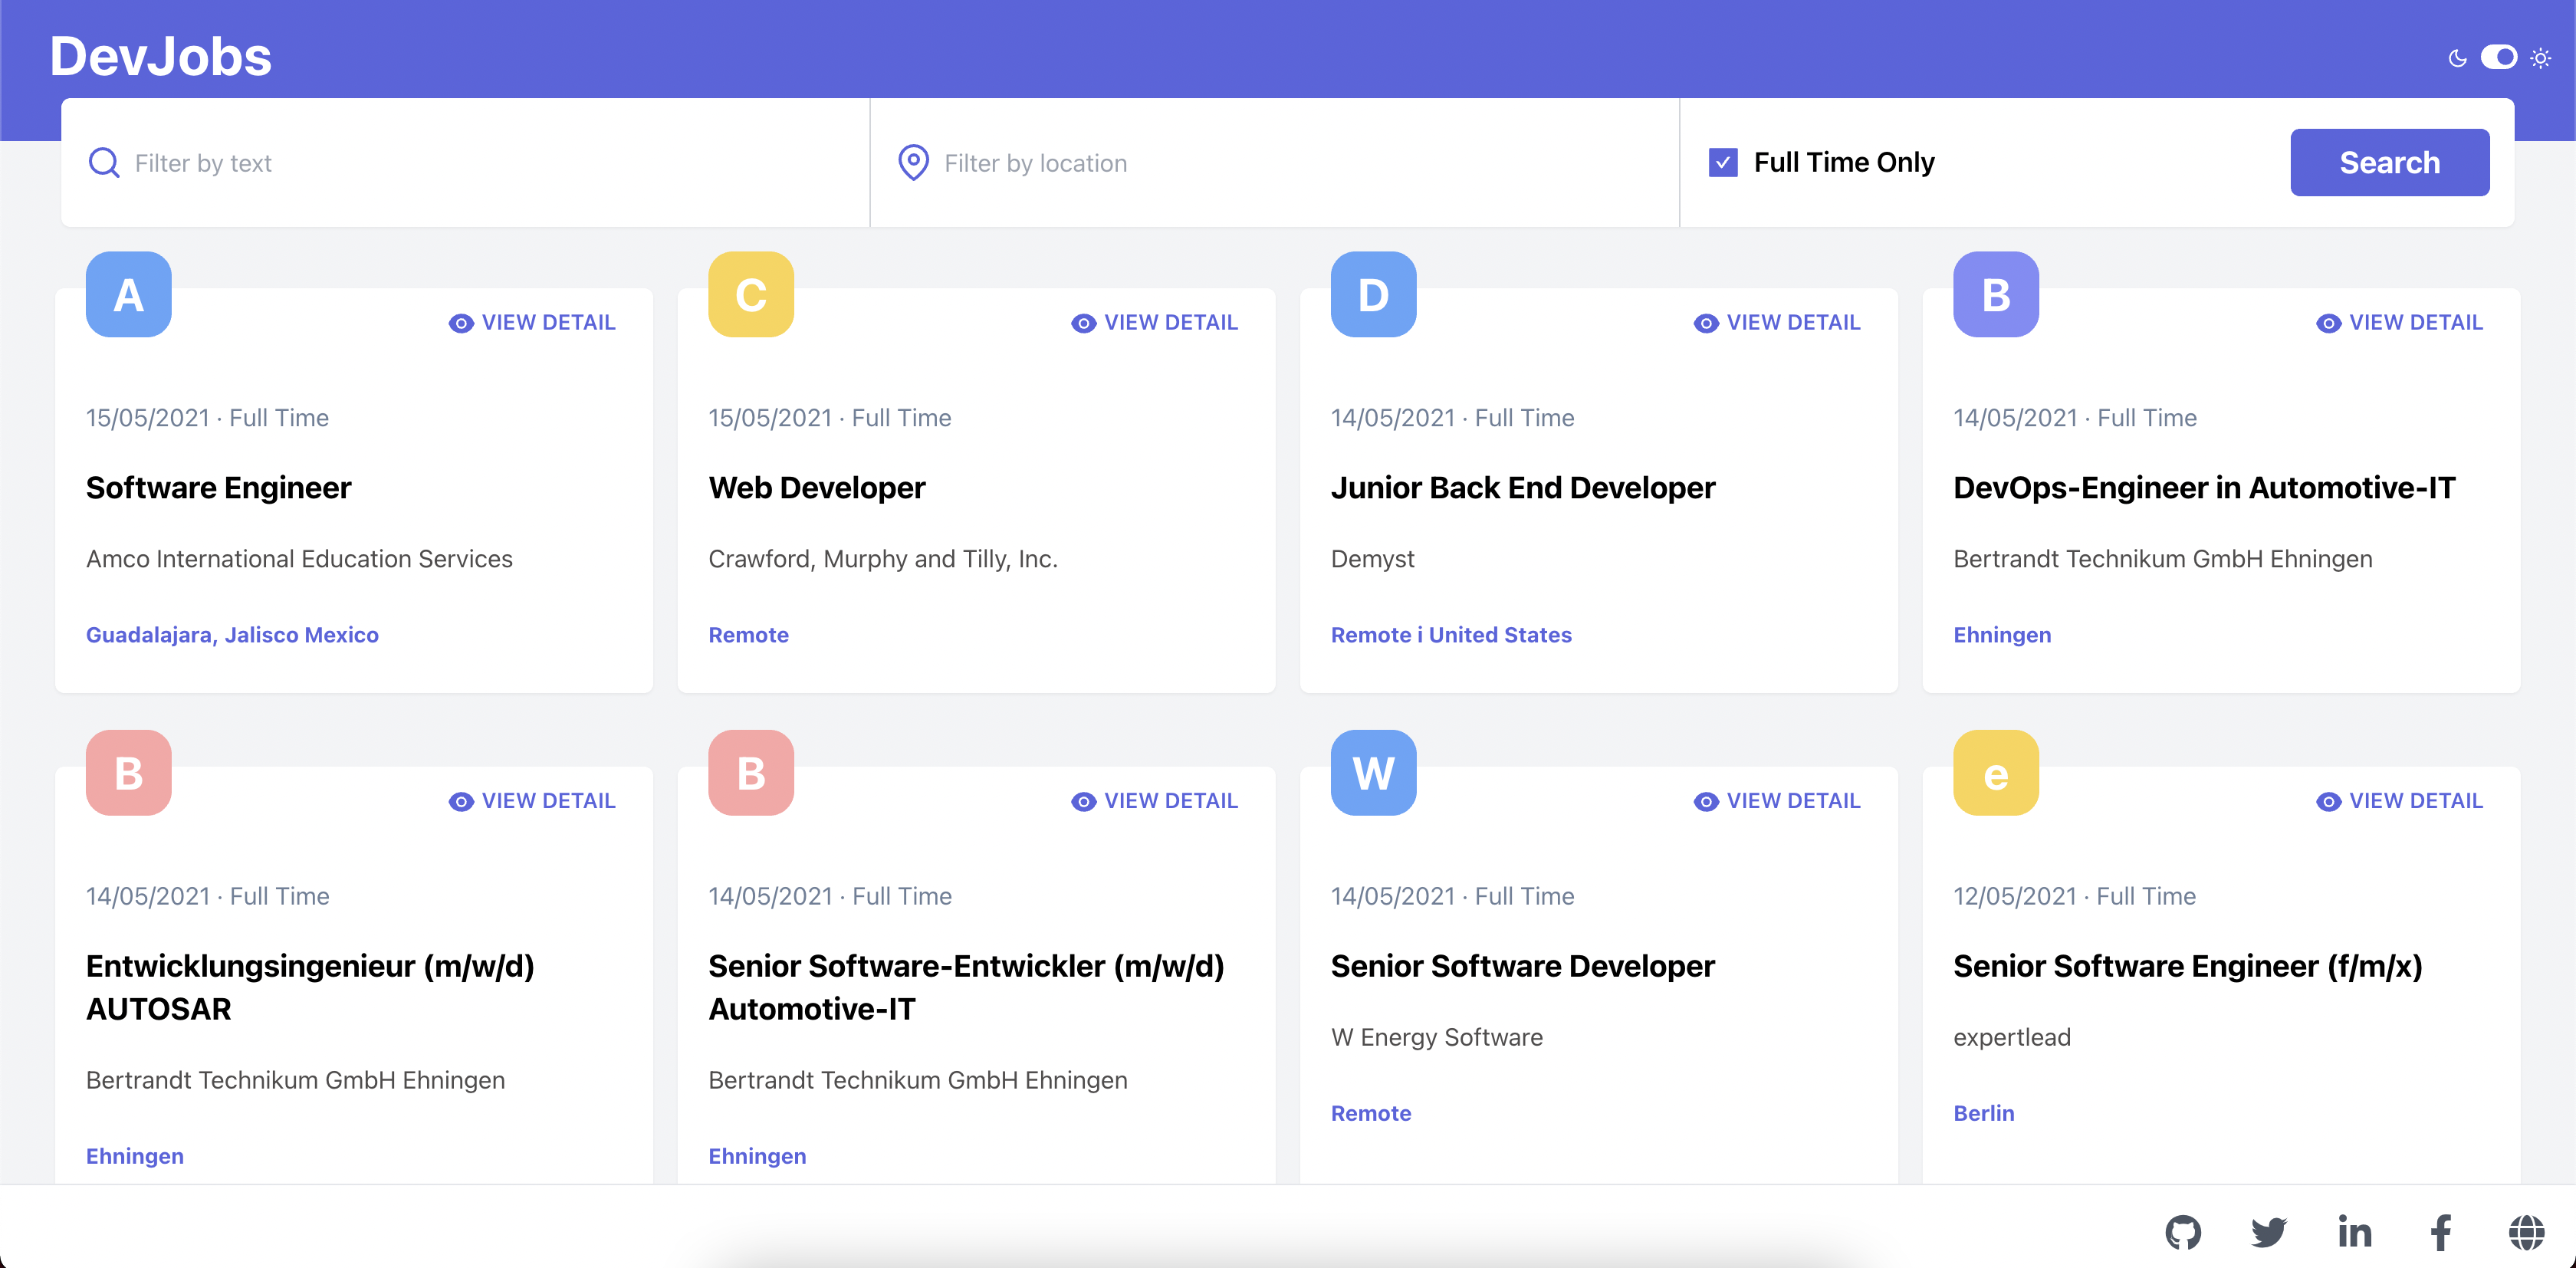 DevJobs
Filter by text
Filter by location
Full Time Only
Search
A
VIEW DETAIL
15/05/2021 · Full Time
Software Engineer
Amco International Education Services
Guadalajara, Jalisco Mexico
C
VIEW DETAIL
15/05/2021 · Full Time
Web Developer
Crawford, Murphy and Tilly, Inc.
Remote
D
VIEW DETAIL
14/05/2021 · Full Time
Junior Back End Developer
Demyst
Remote i United States
B
VIEW DETAIL
14/05/2021 · Full Time
DevOps-Engineer in Automotive-IT
Bertrandt Technikum GmbH Ehningen
Ehningen
B
VIEW DETAIL
14/05/2021 · Full Time
Entwicklungsingenieur (m/w/d)
AUTOSAR
Bertrandt Technikum GmbH Ehningen
Ehningen
B
VIEW DETAIL
14/05/2021 · Full Time
Senior Software-Entwickler (m/w/d)
Automotive-IT
Bertrandt Technikum GmbH Ehningen
Ehningen
W
VIEW DETAIL
14/05/2021 · Full Time
Senior Software Developer
W Energy Software
Remote
e
VIEW DETAIL
12/05/2021 · Full Time
Senior Software Engineer (f/m/x)
expertlead
Berlin